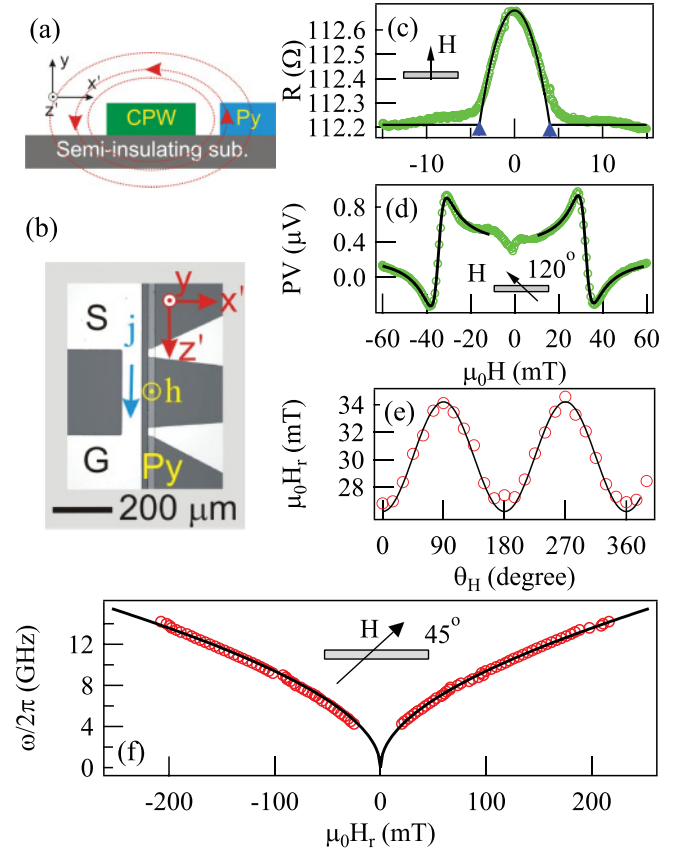 (a)
y
x'
z'
CPW
Py
Semi-insulating sub.
(b)
S
y
x'
j
z'
h
G
Py
200 μm
(c)
R (Ω)
112.6
112.5
112.4
112.3
112.2
H
-10
0
10
(d)
PV (μV)
0.8
0.4
0.0
H
120°
-60
-40
-20
0
20
40
60
μ₀H (mT)
(e)
μ₀Hᵣ (mT)
34
32
30
28
0
90
180
270
360
θ_H (degree)
ω/2π (GHz)
12
8
4
0
H
45°
(f)
-200
-100
0
100
200
μ₀Hᵣ (mT)